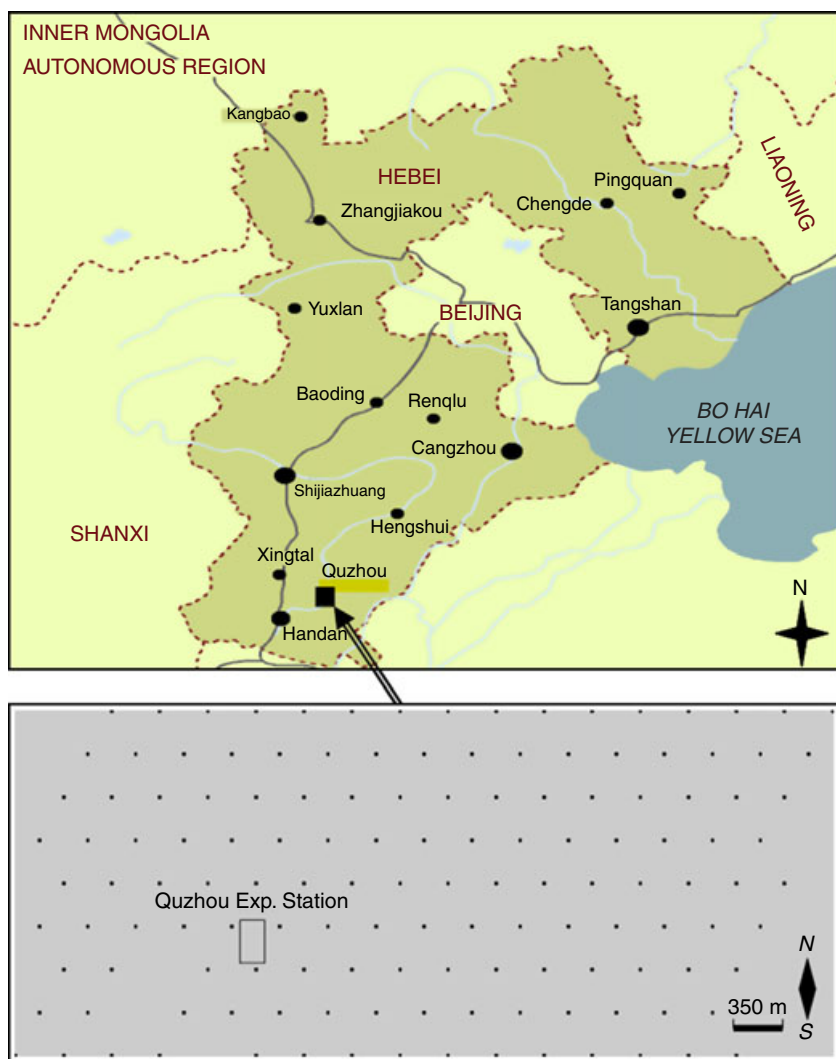 INNER MONGOLIA
AUTONOMOUS REGION
Kangbao
LIAONING
HEBEI
Pingquan
Chengde
Zhangjiakou
Yuxlan
BEIJING
Tangshan
Baoding
Renqlu
BO HAI
YELLOW SEA
Cangzhou
Shijiazhuang
SHANXI
Hengshui
Xingtal
Quzhou
N
Handan
Quzhou Exp. Station
N
350 m
S